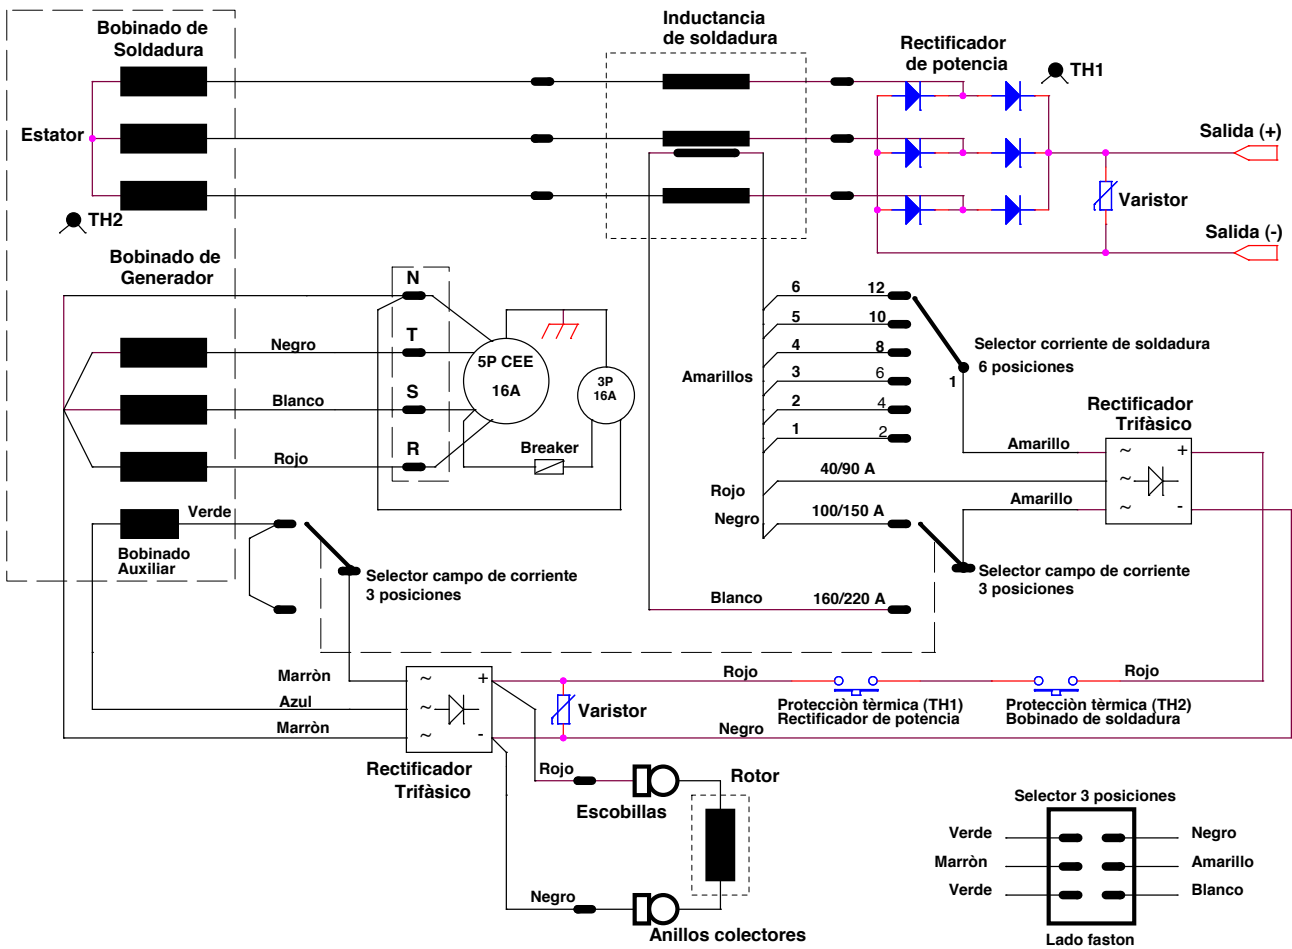 Bobinado de
Soldadura
Inductancia
de soldadura
Rectificador
de potencia
TH1
Estator
Salida (+)
Varistor
TH2
Salida (-)
Bobinado de
Generador
N
T
S
R
Negro
Blanco
Rojo
5P CEE
16A
3P
16A
Breaker
Amarillos
6
12
5
10
4
8
3
6
2
4
1
2
Selector corriente de soldadura
6 posiciones
1
Rectificador
Trifàsico
Amarillo
~ +
~
~ -
40/90 A
Rojo
Amarillo
Negro
100/150 A
Verde
Bobinado
Auxiliar
Selector campo de corriente
3 posiciones
Selector campo de corriente
3 posiciones
Blanco
160/220 A
Marròn
Azul
Marròn
~ +
~
~ -
Rectificador
Trifàsico
Varistor
Rojo
Rojo
Protecciòn tèrmica (TH1)
Rectificador de potencia
Protecciòn tèrmica (TH2)
Bobinado de soldadura
Negro
Rojo
Escobillas
Rotor
Negro
Anillos colectores
Selector 3 posiciones
Verde
Negro
Marròn
Amarillo
Verde
Blanco
Lado faston